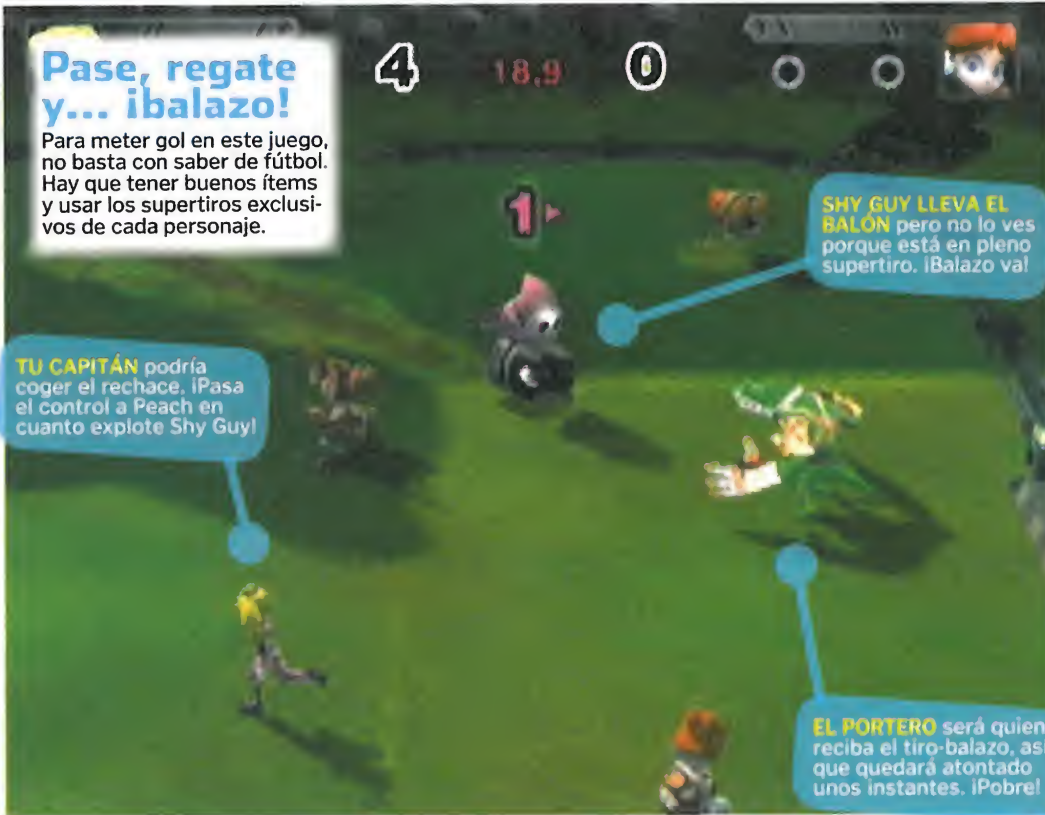 Pase, regate
y... ¡balazo!
Para meter gol en este juego,
no basta con saber de fútbol.
Hay que tener buenos ítems
y usar los supertiros exclusi-
vos de cada personaje.
4
18,9
0
1
SHY GUY LLEVA EL
BALÓN pero no lo ves
porque está en pleno
supertiro. ¡Balazo va!
TU CAPITÁN podría
coger el rechace. ¡Pasa
el control a Peach en
cuanto explote Shy Guy!
EL PORTERO será quien
reciba el tiro-balazo, así
que quedará atontado
unos instantes. ¡Pobre!